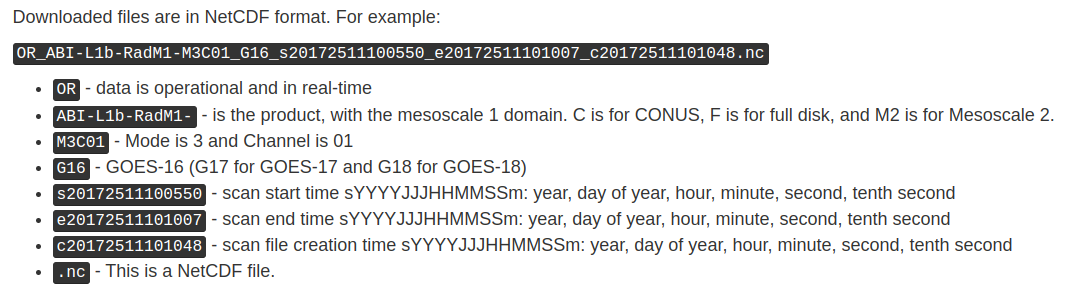 Downloaded files are in NetCDF format. For example:
OR_ABI-L1b-RadM1-M3C01_G16_s20172511100550_e20172511101007_c20172511101048.nc
• OR - data is operational and in real-time
• ABI-L1b-RadM1- - is the product, with the mesoscale 1 domain. C is for CONUS, F is for full disk, and M2 is for Mesoscale 2.
• M3C01 - Mode is 3 and Channel is 01
• G16 - GOES-16 (G17 for GOES-17 and G18 for GOES-18)
• s20172511100550 - scan start time sYYYYJJJHHMMSSm: year, day of year, hour, minute, second, tenth second
• e20172511101007 - scan end time sYYYYJJJHHMMSSm: year, day of year, hour, minute, second, tenth second
• c20172511101048 - scan file creation time sYYYYJJJHHMMSSm: year, day of year, hour, minute, second, tenth second
• .nc - This is a NetCDF file.